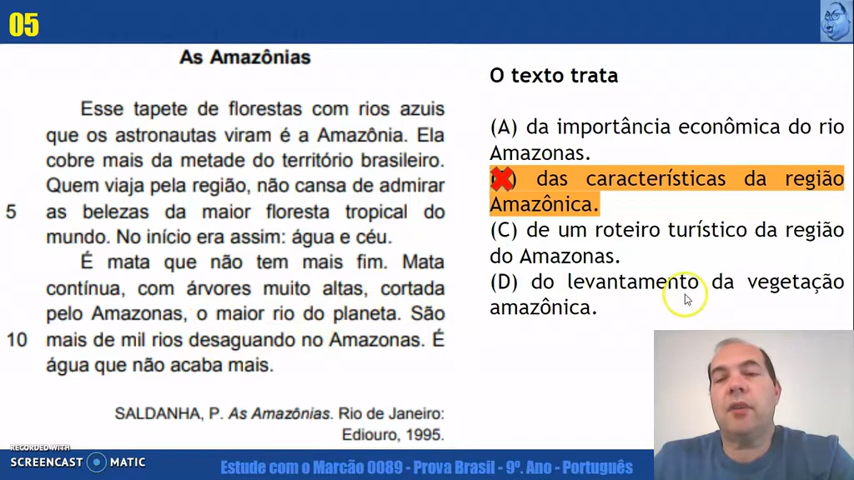 05
As Amazônias
Esse tapete de florestas com rios azuis
que os astronautas viram é a Amazônia. Ela
cobre mais da metade do território brasileiro.
Quem viaja pela região, não cansa de admirar
5 as belezas da maior floresta tropical do
mundo. No início era assim: água e céu.
É mata que não tem mais fim. Mata
contínua, com árvores muito altas, cortada
pelo Amazonas, o maior rio do planeta. São
10 mais de mil rios desaguando no Amazonas. É
água que não acaba mais.
SALDANHA, P. As Amazônias. Rio de Janeiro:
Ediouro, 1995.
O texto trata
(A) da importância econômica do rio
Amazonas.
) das características da região
Amazônica.
(C) de um roteiro turístico da região
do Amazonas.
(D) do levantamento da vegetação
amazônica.
RECORDED WITH
SCREENCAST MATIC
Estude com o Marcão 0089 - Prova Brasil - 9º. Ano - Português